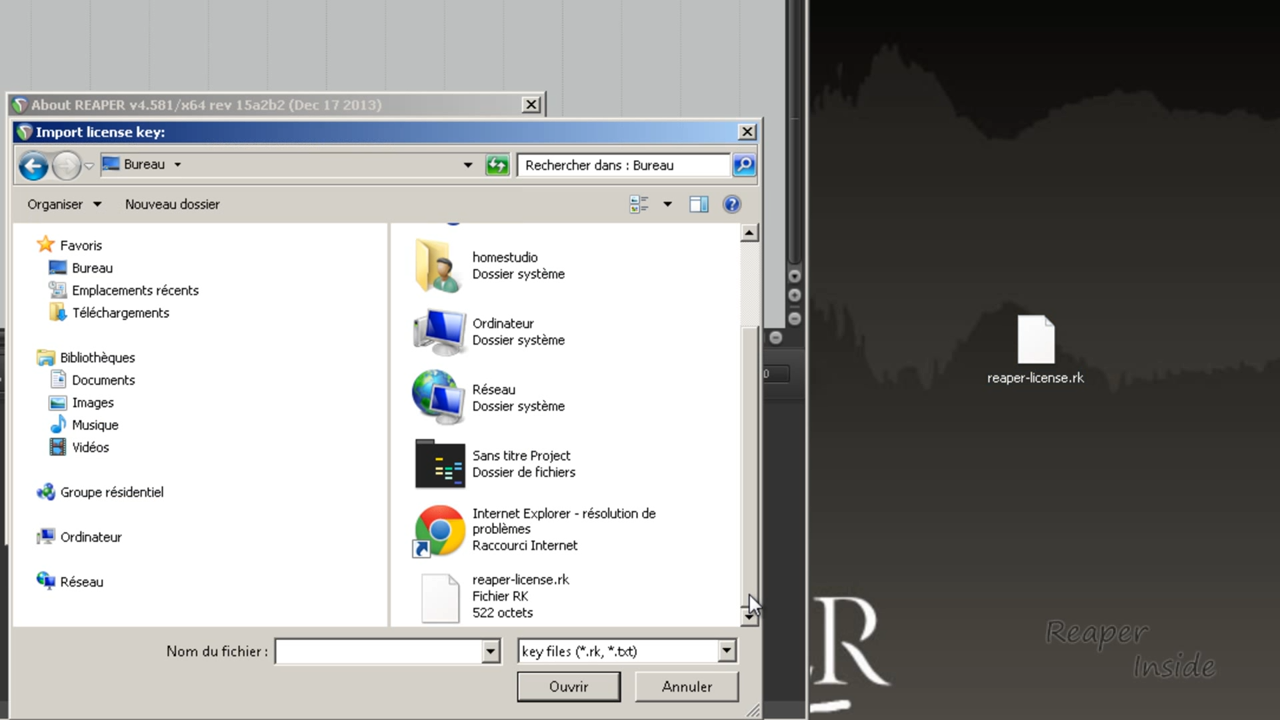 About REAPER v4.581/x64 rev 15a2b2 (Dec 17 2013)
Import license key:
Bureau
Rechercher dans : Bureau
Organiser
Nouveau dossier
Favoris
Bureau
Emplacements récents
Téléchargements
Bibliothèques
Documents
Images
Musique
Vidéos
Groupe résidentiel
Ordinateur
Réseau
homestudio
Dossier système
Ordinateur
Dossier système
Réseau
Dossier système
Sans titre Project
Dossier de fichiers
Internet Explorer - résolution de
problèmes
Raccourci Internet
reaper-license.rk
Fichier RK
522 octets
Nom du fichier :
key files (*.rk, *.txt)
Ouvrir
Annuler
0
reaper-license.rk
R
Reaper
Inside